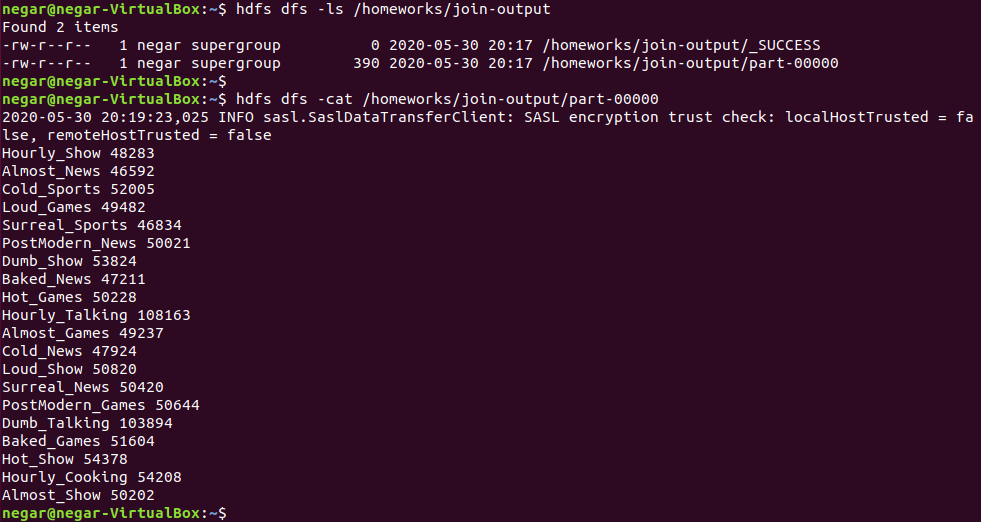 negar@negar-VirtualBox:~$ hdfs dfs -ls /homeworks/join-output
Found 2 items
-rw-r--r--   1 negar supergroup          0 2020-05-30 20:17 /homeworks/join-output/_SUCCESS
-rw-r--r--   1 negar supergroup        390 2020-05-30 20:17 /homeworks/join-output/part-00000
negar@negar-VirtualBox:~$
negar@negar-VirtualBox:~$ hdfs dfs -cat /homeworks/join-output/part-00000
2020-05-30 20:19:23,025 INFO sasl.SaslDataTransferClient: SASL encryption trust check: localHostTrusted = fa
lse, remoteHostTrusted = false
Hourly_Show 48283
Almost_News 46592
Cold_Sports 52005
Loud_Games 49482
Surreal_Sports 46834
PostModern_News 50021
Dumb_Show 53824
Baked_News 47211
Hot_Games 50228
Hourly_Talking 108163
Almost_Games 49237
Cold_News 47924
Loud_Show 50820
Surreal_News 50420
PostModern_Games 50644
Dumb_Talking 103894
Baked_Games 51604
Hot_Show 54378
Hourly_Cooking 54208
Almost_Show 50202
negar@negar-VirtualBox:~$